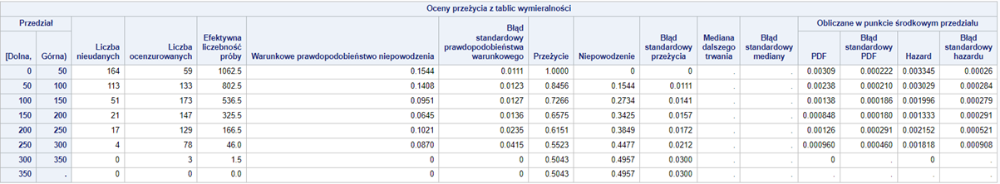 Oceny przeżycia z tablic wymieralności
Przedział Obliczane w punkcie środkowym przedziału
[Dolna, Górna) Liczba nieudanych Liczba ocenzurowanych Efektywna liczebność próby Warunkowe prawdopodobieństwo niepowodzenia Błąd standardowy prawdopodobieństwa warunkowego Przeżycie Niepowodzenie Błąd standardowy przeżycia Mediana dalszego trwania Błąd standardowy mediany PDF Błąd standardowy PDF Hazard Błąd standardowy hazardu
0 50 164 59 1062.5 0.1544 0.0111 1.0000 0 0 . . 0.00309 0.000222 0.003345 0.00026
50 100 113 133 802.5 0.1408 0.0123 0.8456 0.1544 0.0111 . . 0.00238 0.000210 0.003029 0.000284
100 150 51 173 536.5 0.0951 0.0127 0.7266 0.2734 0.0141 . . 0.00138 0.000186 0.001996 0.000279
150 200 21 147 325.5 0.0645 0.0136 0.6575 0.3425 0.0157 . . 0.000848 0.000180 0.001333 0.000291
200 250 17 129 166.5 0.1021 0.0235 0.6151 0.3849 0.0172 . . 0.00126 0.000291 0.002152 0.000521
250 300 4 78 46.0 0.0870 0.0415 0.5523 0.4477 0.0212 . . 0.000960 0.000460 0.001818 0.000908
300 350 0 3 1.5 0 0 0.5043 0.4957 0.0300 . . 0 . 0 .
350 . 0 0 0.0 0 0 0.5043 0.4957 0.0300 . . . . . .